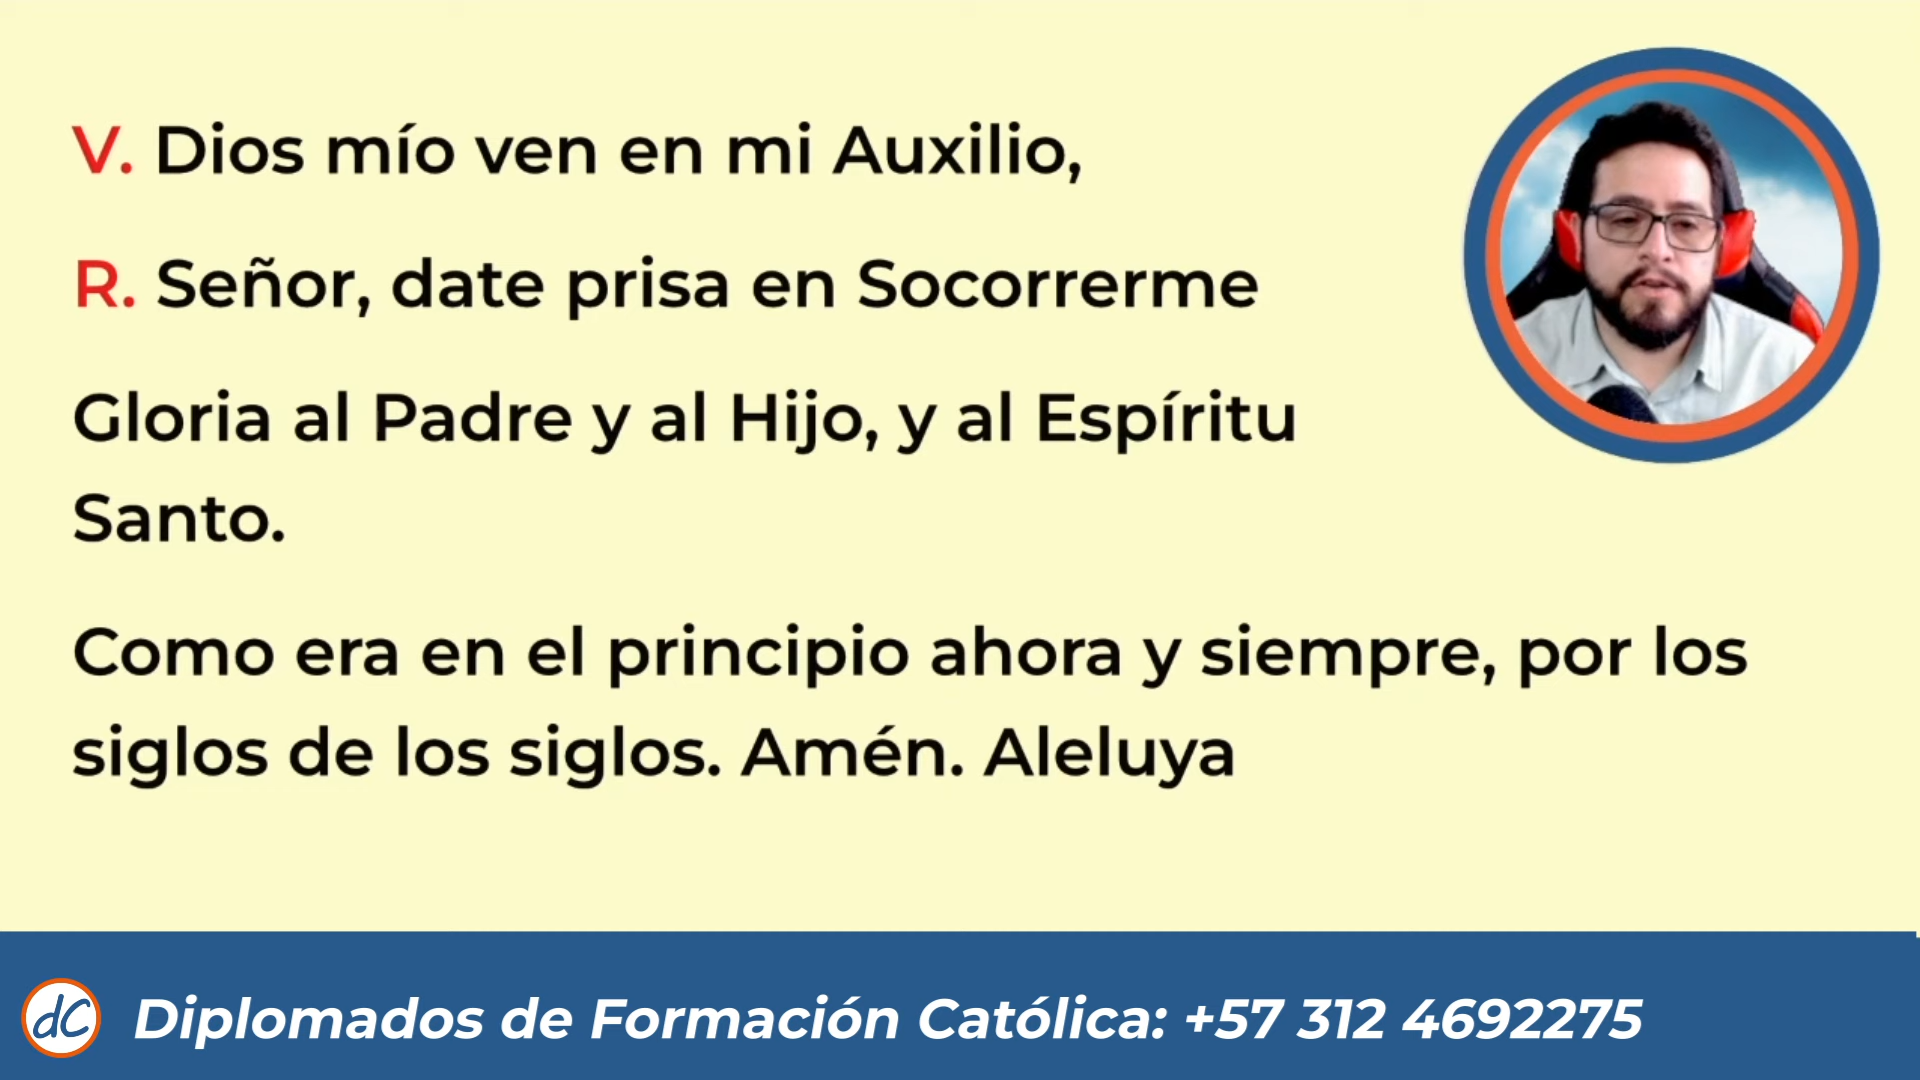 V. Dios mío ven en mi Auxilio,
R. Señor, date prisa en Socorrerme
Gloria al Padre y al Hijo, y al Espíritu
Santo.
Como era en el principio ahora y siempre, por los
siglos de los siglos. Amén. Aleluya
dC Diplomados de Formación Católica: +57 312 4692275